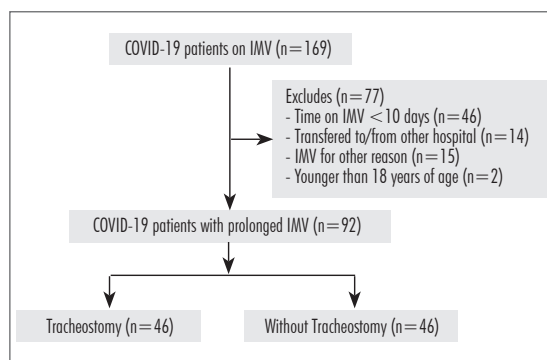 COVID-19 patients on IMV (n=169)
Excludes (n=77)
- Time on IMV <10 days (n=46)
- Transfered to/from other hospital (n=14)
- IMV for other reason (n=15)
- Younger than 18 years of age (n=2)
COVID-19 patients with prolonged IMV (n=92)
Tracheostomy (n=46)
Without Tracheostomy (n=46)